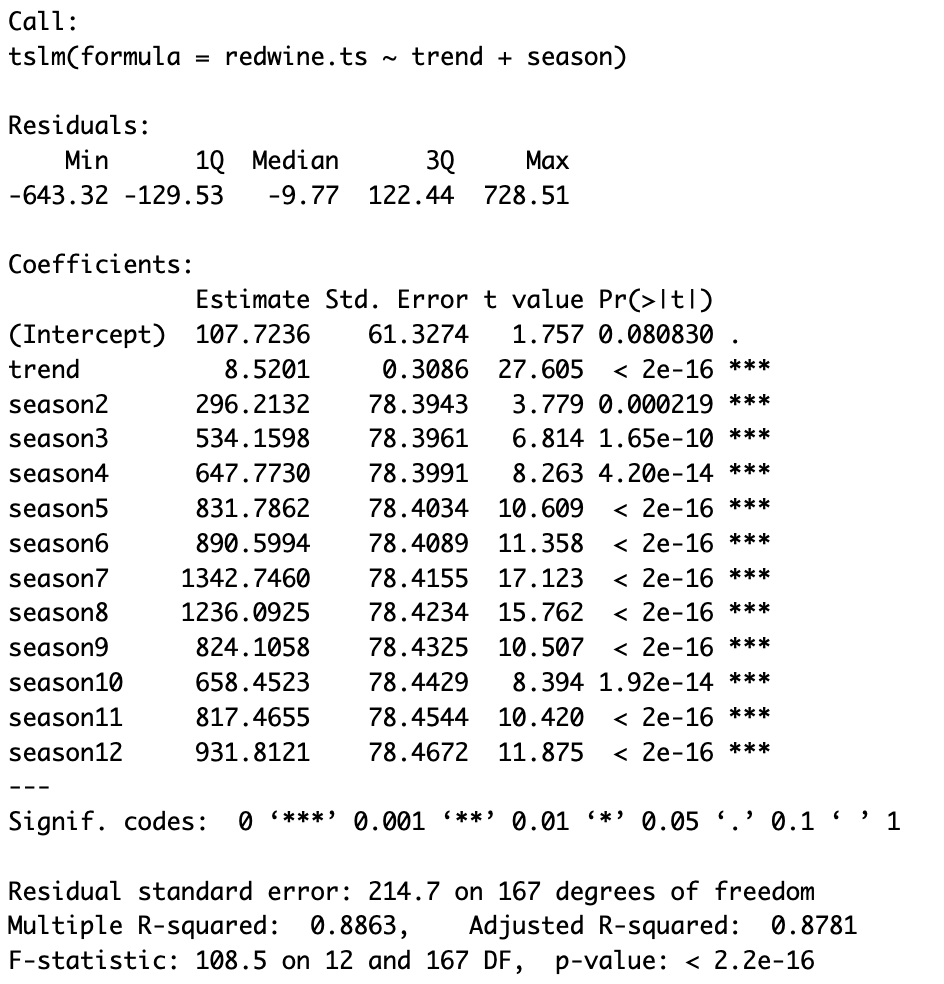 Call:
tslm(formula = redwine.ts ~ trend + season)
Residuals:
    Min      1Q  Median      3Q     Max
-643.32 -129.53   -9.77  122.44  728.51
Coefficients:
             Estimate Std. Error t value Pr(>|t|)
(Intercept)  107.7236    61.3274   1.757 0.080830 .
trend          8.5201     0.3086  27.605  < 2e-16 ***
season2      296.2132    78.3943   3.779 0.000219 ***
season3      534.1598    78.3961   6.814 1.65e-10 ***
season4      647.7730    78.3991   8.263 4.20e-14 ***
season5      831.7862    78.4034  10.609  < 2e-16 ***
season6      890.5994    78.4089  11.358  < 2e-16 ***
season7     1342.7460    78.4155  17.123  < 2e-16 ***
season8     1236.0925    78.4234  15.762  < 2e-16 ***
season9      824.1058    78.4325  10.507  < 2e-16 ***
season10     658.4523    78.4429   8.394 1.92e-14 ***
season11     817.4655    78.4544  10.420  < 2e-16 ***
season12     931.8121    78.4672  11.875  < 2e-16 ***
---
Signif. codes:  0 ‘***’ 0.001 ‘**’ 0.01 ‘*’ 0.05 ‘.’ 0.1 ‘ ’ 1
Residual standard error: 214.7 on 167 degrees of freedom
Multiple R-squared:  0.8863,    Adjusted R-squared:  0.8781
F-statistic: 108.5 on 12 and 167 DF,  p-value: < 2.2e-16